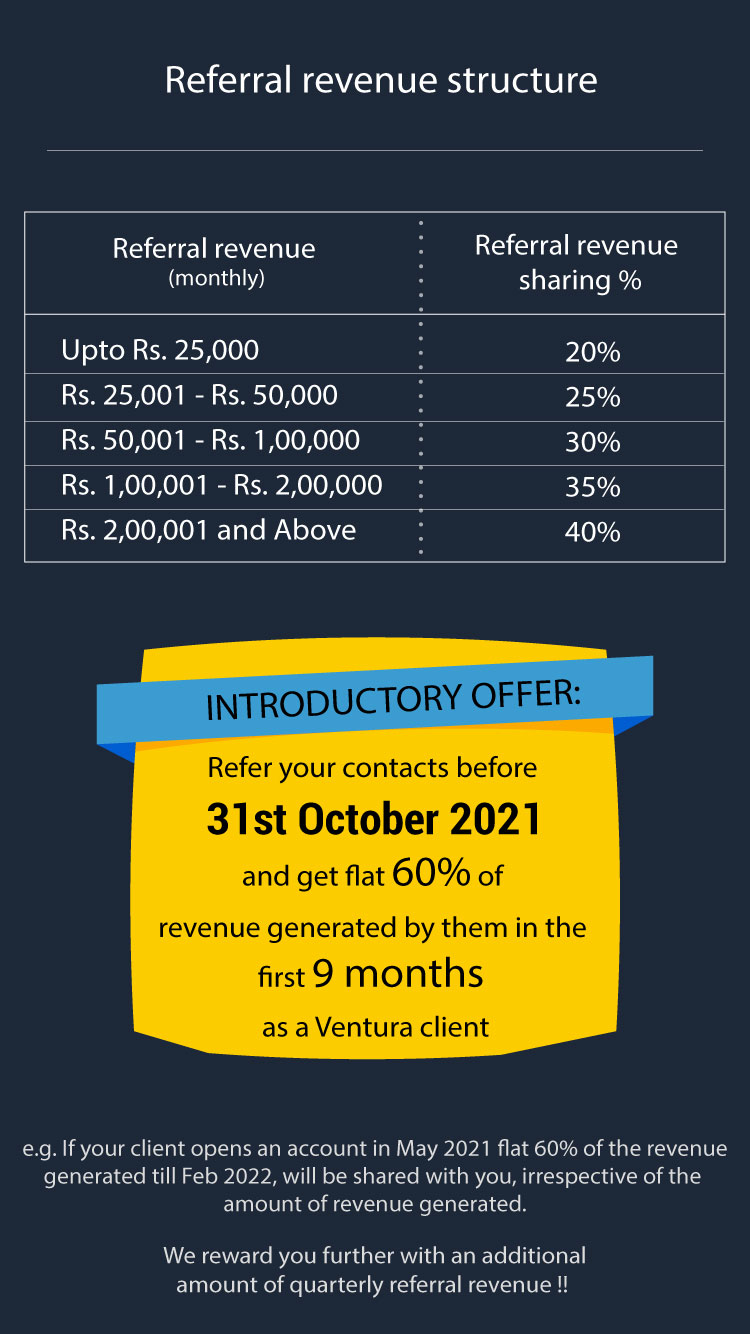 Referral revenue structure
Referral revenue
(monthly)
Referral revenue
sharing %
Upto Rs. 25,000
20%
Rs. 25,001 - Rs. 50,000
25%
Rs. 50,001 - Rs. 1,00,000
30%
Rs. 1,00,001 - Rs. 2,00,000
35%
Rs. 2,00,001 and Above
40%
INTRODUCTORY OFFER:
Refer your contacts before
31st October 2021
and get flat 60% of
revenue generated by them in the
first 9 months
as a Ventura client
e.g. If your client opens an account in May 2021 flat 60% of the revenue
generated till Feb 2022, will be shared with you, irrespective of the
amount of revenue generated.
We reward you further with an additional
amount of quarterly referral revenue !!